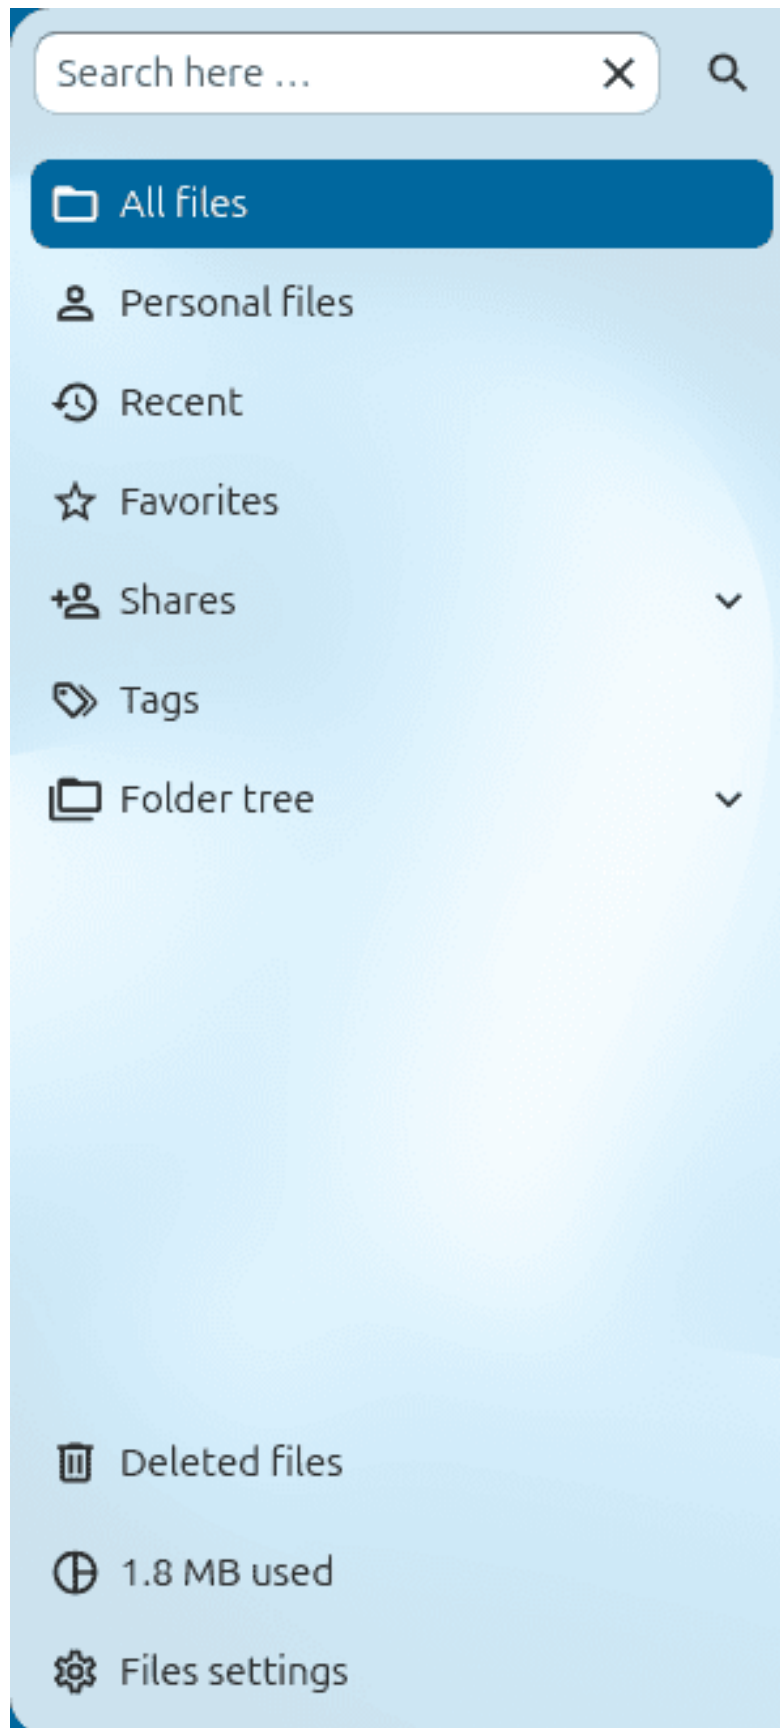 Search here …
All files
Personal files
Recent
Favorites
Shares
Tags
Folder tree
Deleted files
1.8 MB used
Files settings